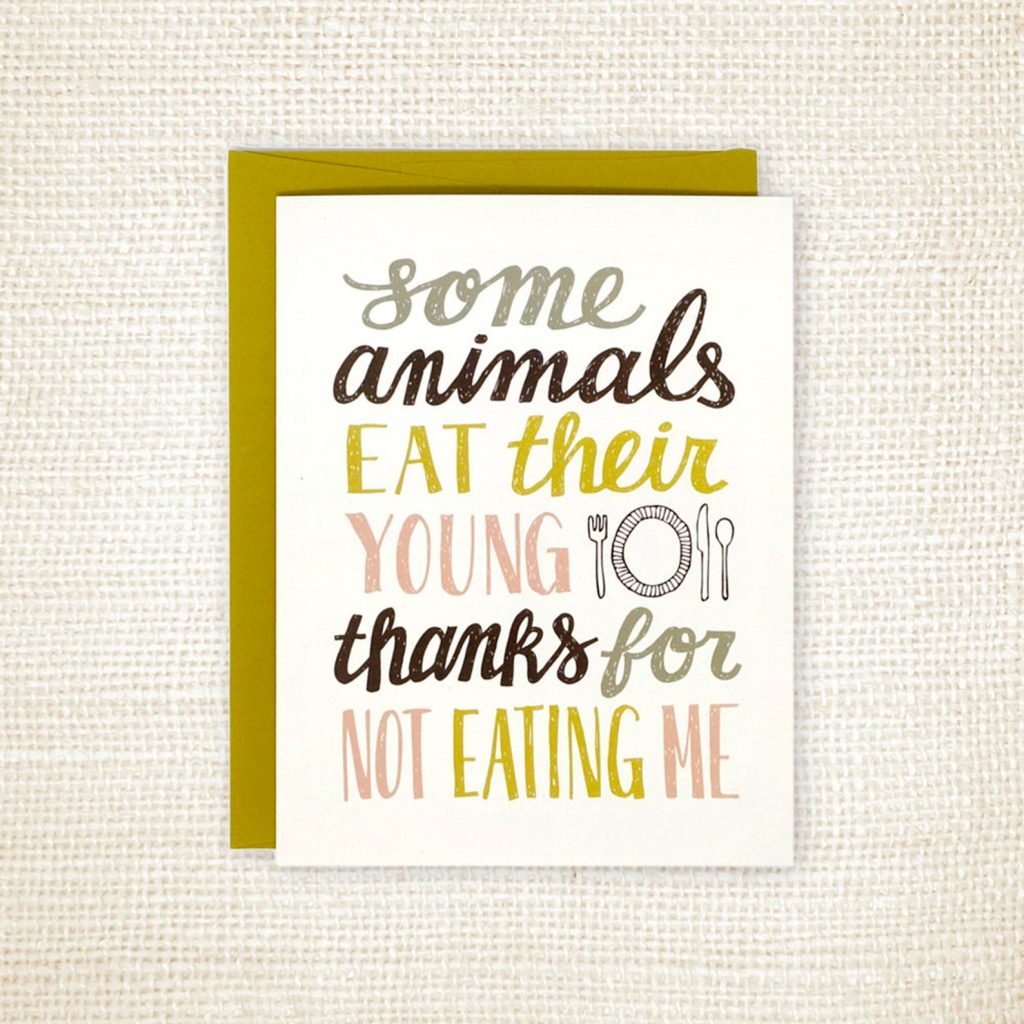 some
animals
EAT their
YOUNG
thanks for
NOT EATING ME